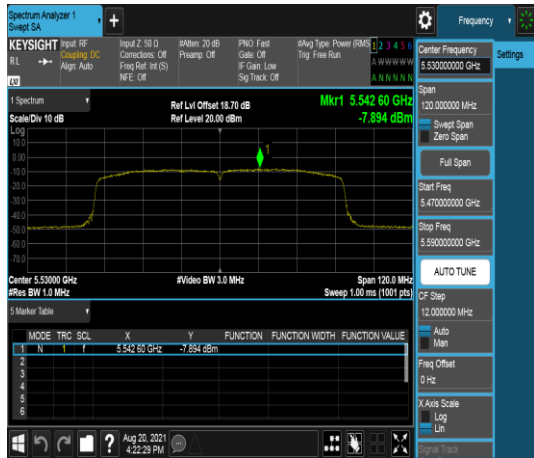 Spectrum Analyzer 1
Swept SA
+
Frequency
KEYSIGHT
RL
LXI
Input: RF
Coupling: DC
Align: Auto
Input Z: 50 Ω
Corrections: Off
Freq Ref: Int (S)
NFE: Off
#Atten: 20 dB
Preamp: Off
PNO: Fast
Gate: Off
IF Gain: Low
Sig Track: Off
#Avg Type: Power (RMS
Trig: Free Run
1 2 3 4 5 6
A W W W W W
A N N N N N
Center Frequency
5.530000000 GHz
Settings
Span
120.000000 MHz
Swept Span
Zero Span
Full Span
Start Freq
5.470000000 GHz
Stop Freq
5.590000000 GHz
AUTO TUNE
CF Step
12.000000 MHz
Auto
Man
Freq Offset
0 Hz
X Axis Scale
Log
Lin
Signal Track
1 Spectrum
Scale/Div 10 dB
Ref Lvl Offset 18.70 dB
Ref Level 20.00 dBm
Mkr1 5.542 60 GHz
-7.894 dBm
Log
10.0
0.00
-10.0
-20.0
-30.0
-40.0
-50.0
-60.0
-70.0
1
Center 5.53000 GHz
#Res BW 1.0 MHz
#Video BW 3.0 MHz
Span 120.0 MHz
Sweep 1.00 ms (1001 pts)
5 Marker Table
MODE TRC SCL X Y FUNCTION FUNCTION WIDTH FUNCTION VALUE
1 N 1 f 5.542 60 GHz -7.894 dBm
2
3
4
5
6
?
Aug 20, 2021
4:22:29 PM